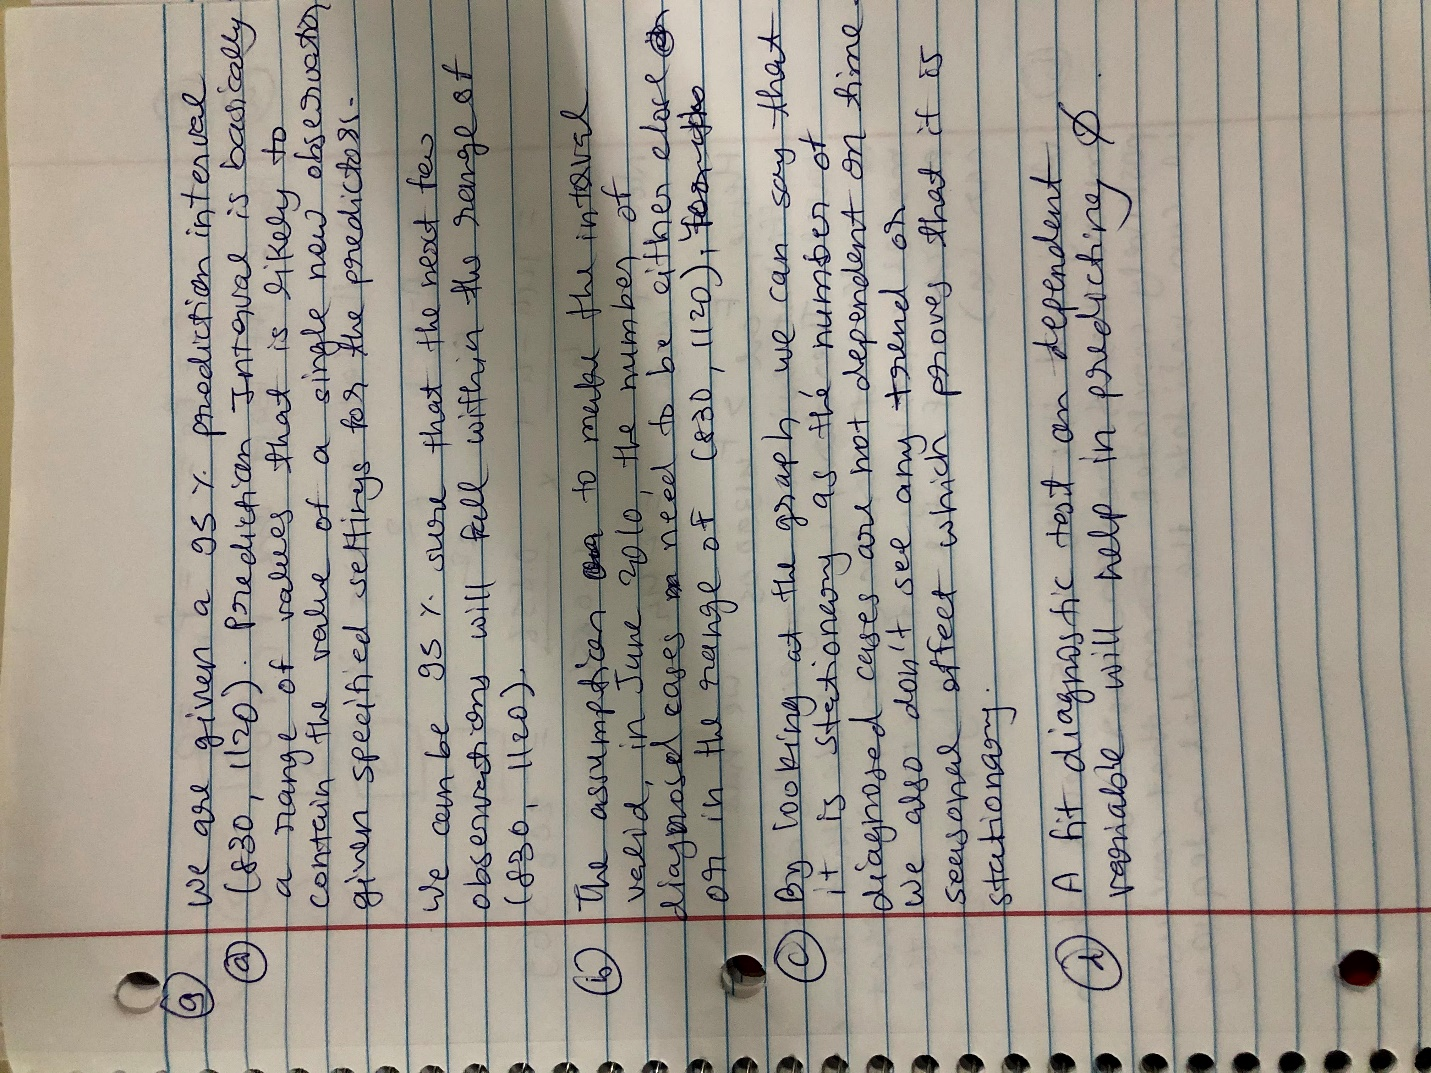 (9) We are given a 95% prediction interval
(a) (830, 1120). Prediction Interval is basically
a range of values that is likely to
contain the value of a single new observation
given specified settings for the predictors.
We can be 95% sure that the next few
observations will fall within the range of
(830, 1120).
(b) The assumption to make the interval
valid, in June 2010, the number of
diagnosed cases need to be either close
or in the range of (830, 1120),
(c) By looking at the graph, we can say that
it is stationary as the number of
diagnosed cases are not dependent on time.
We also don't see any trend or
seasonal effect which proves that it is
stationary.
(d) A fit diagnostic test on dependent
variable will help in predicting ∅.